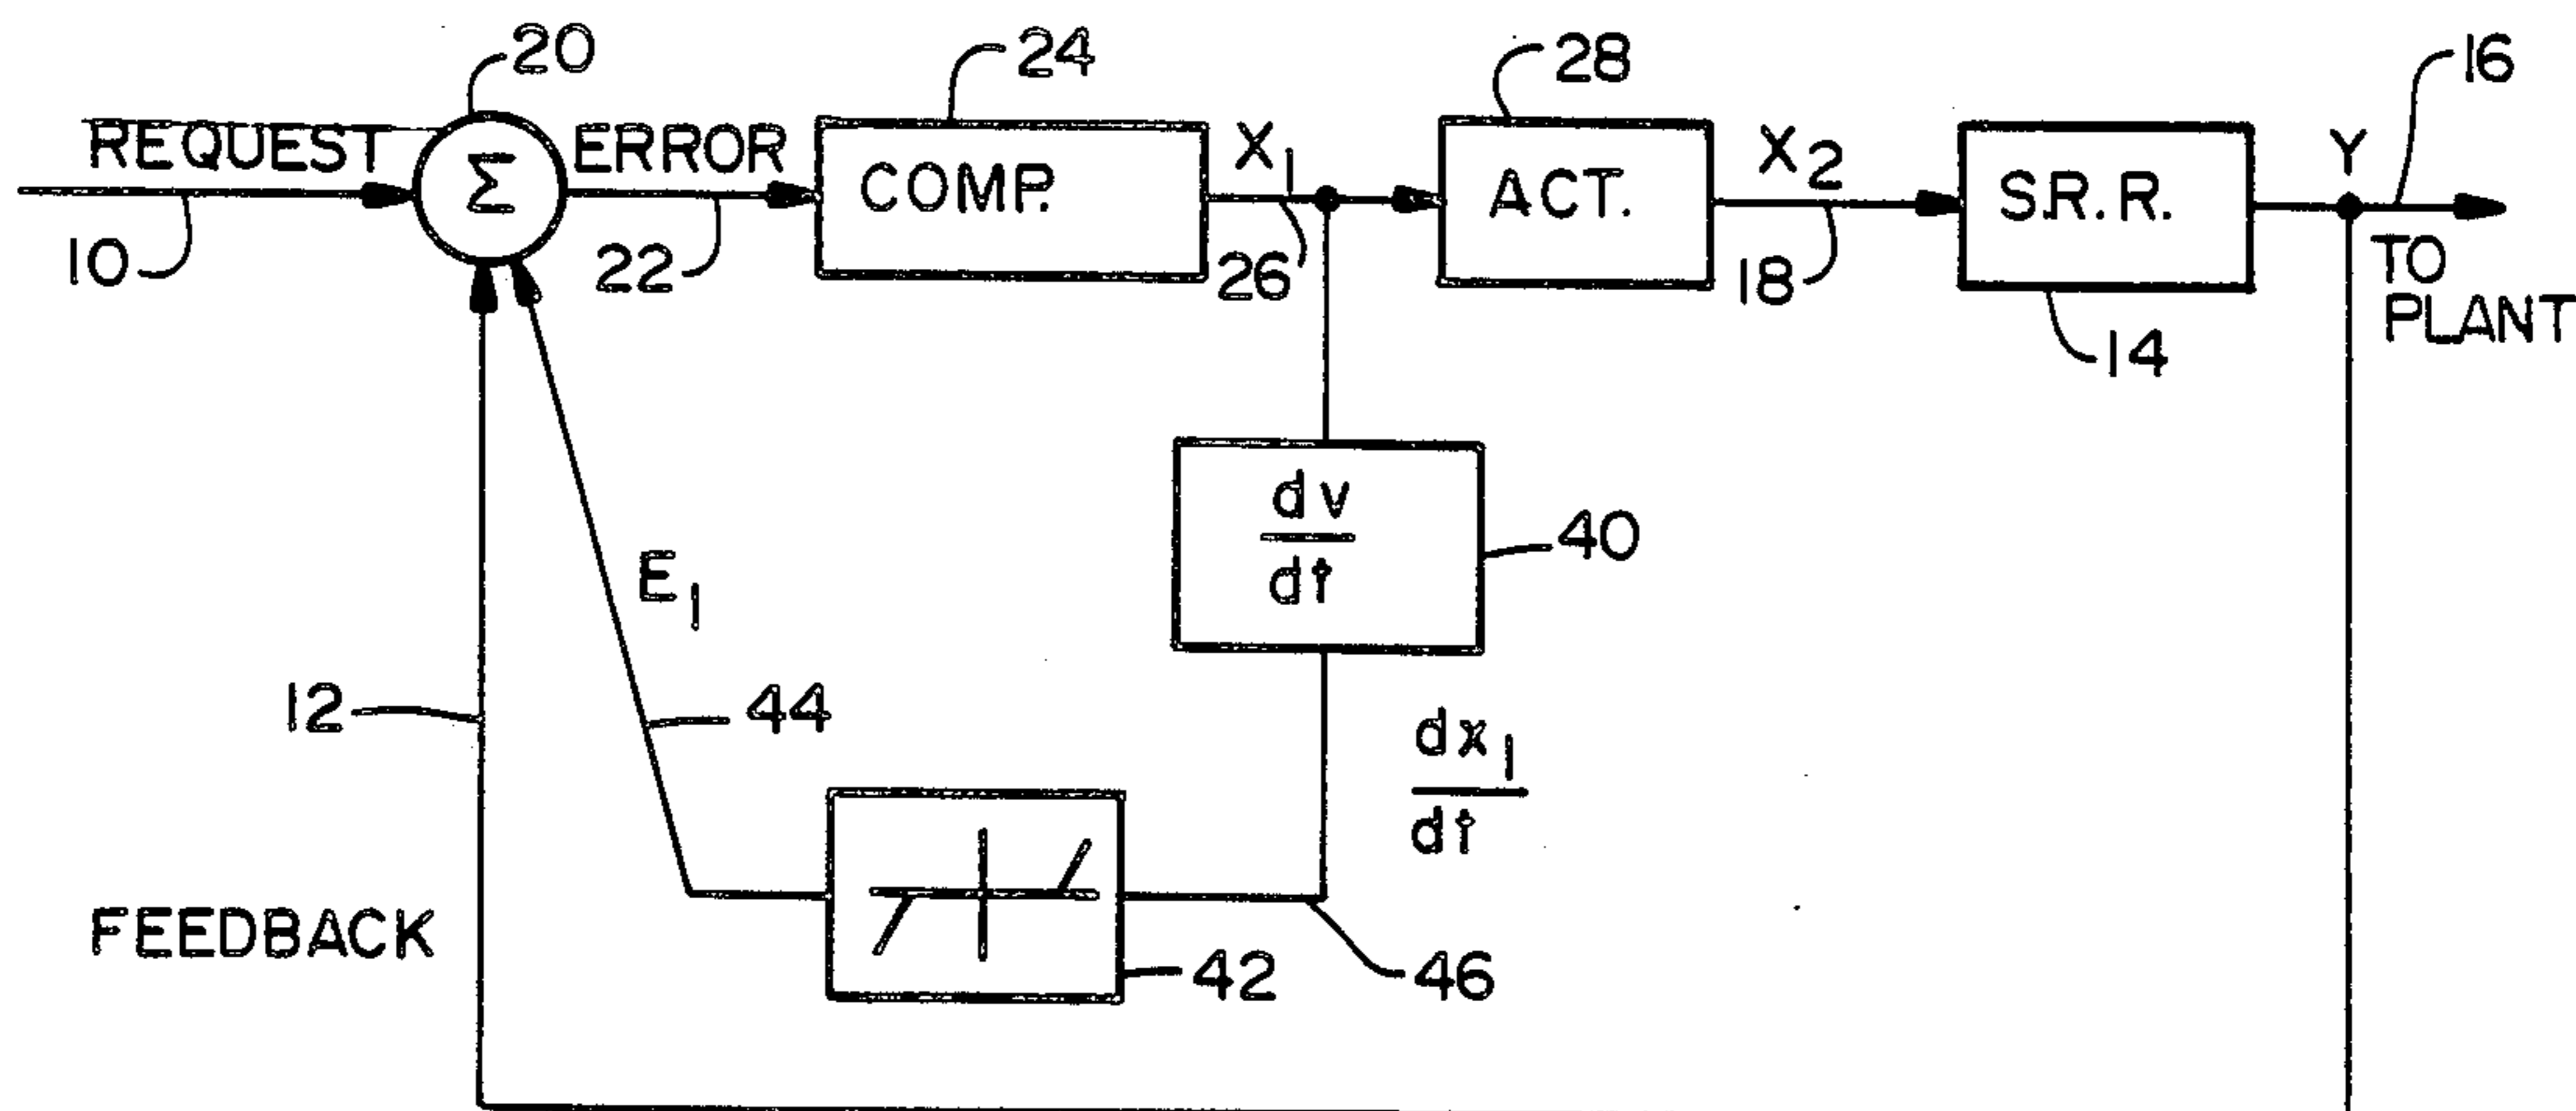 20
24
28
16
REQUEST
Σ
ERROR
COMP.
X1
ACT.
X2
S.R.R.
Y
10
22
26
18
14
TO
PLANT
dv
dt
40
E1
12
44
dx1
dt
FEEDBACK
42
46